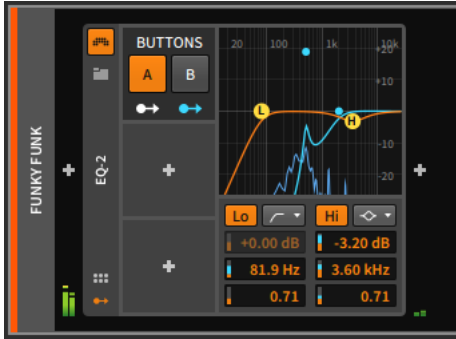 FUNKY FUNK
EQ-2
BUTTONS
A
B
20
100
1k
10k
+20
+10
-10
-20
L
H
Lo
Hi
+0.00 dB
-3.20 dB
81.9 Hz
3.60 kHz
0.71
0.71